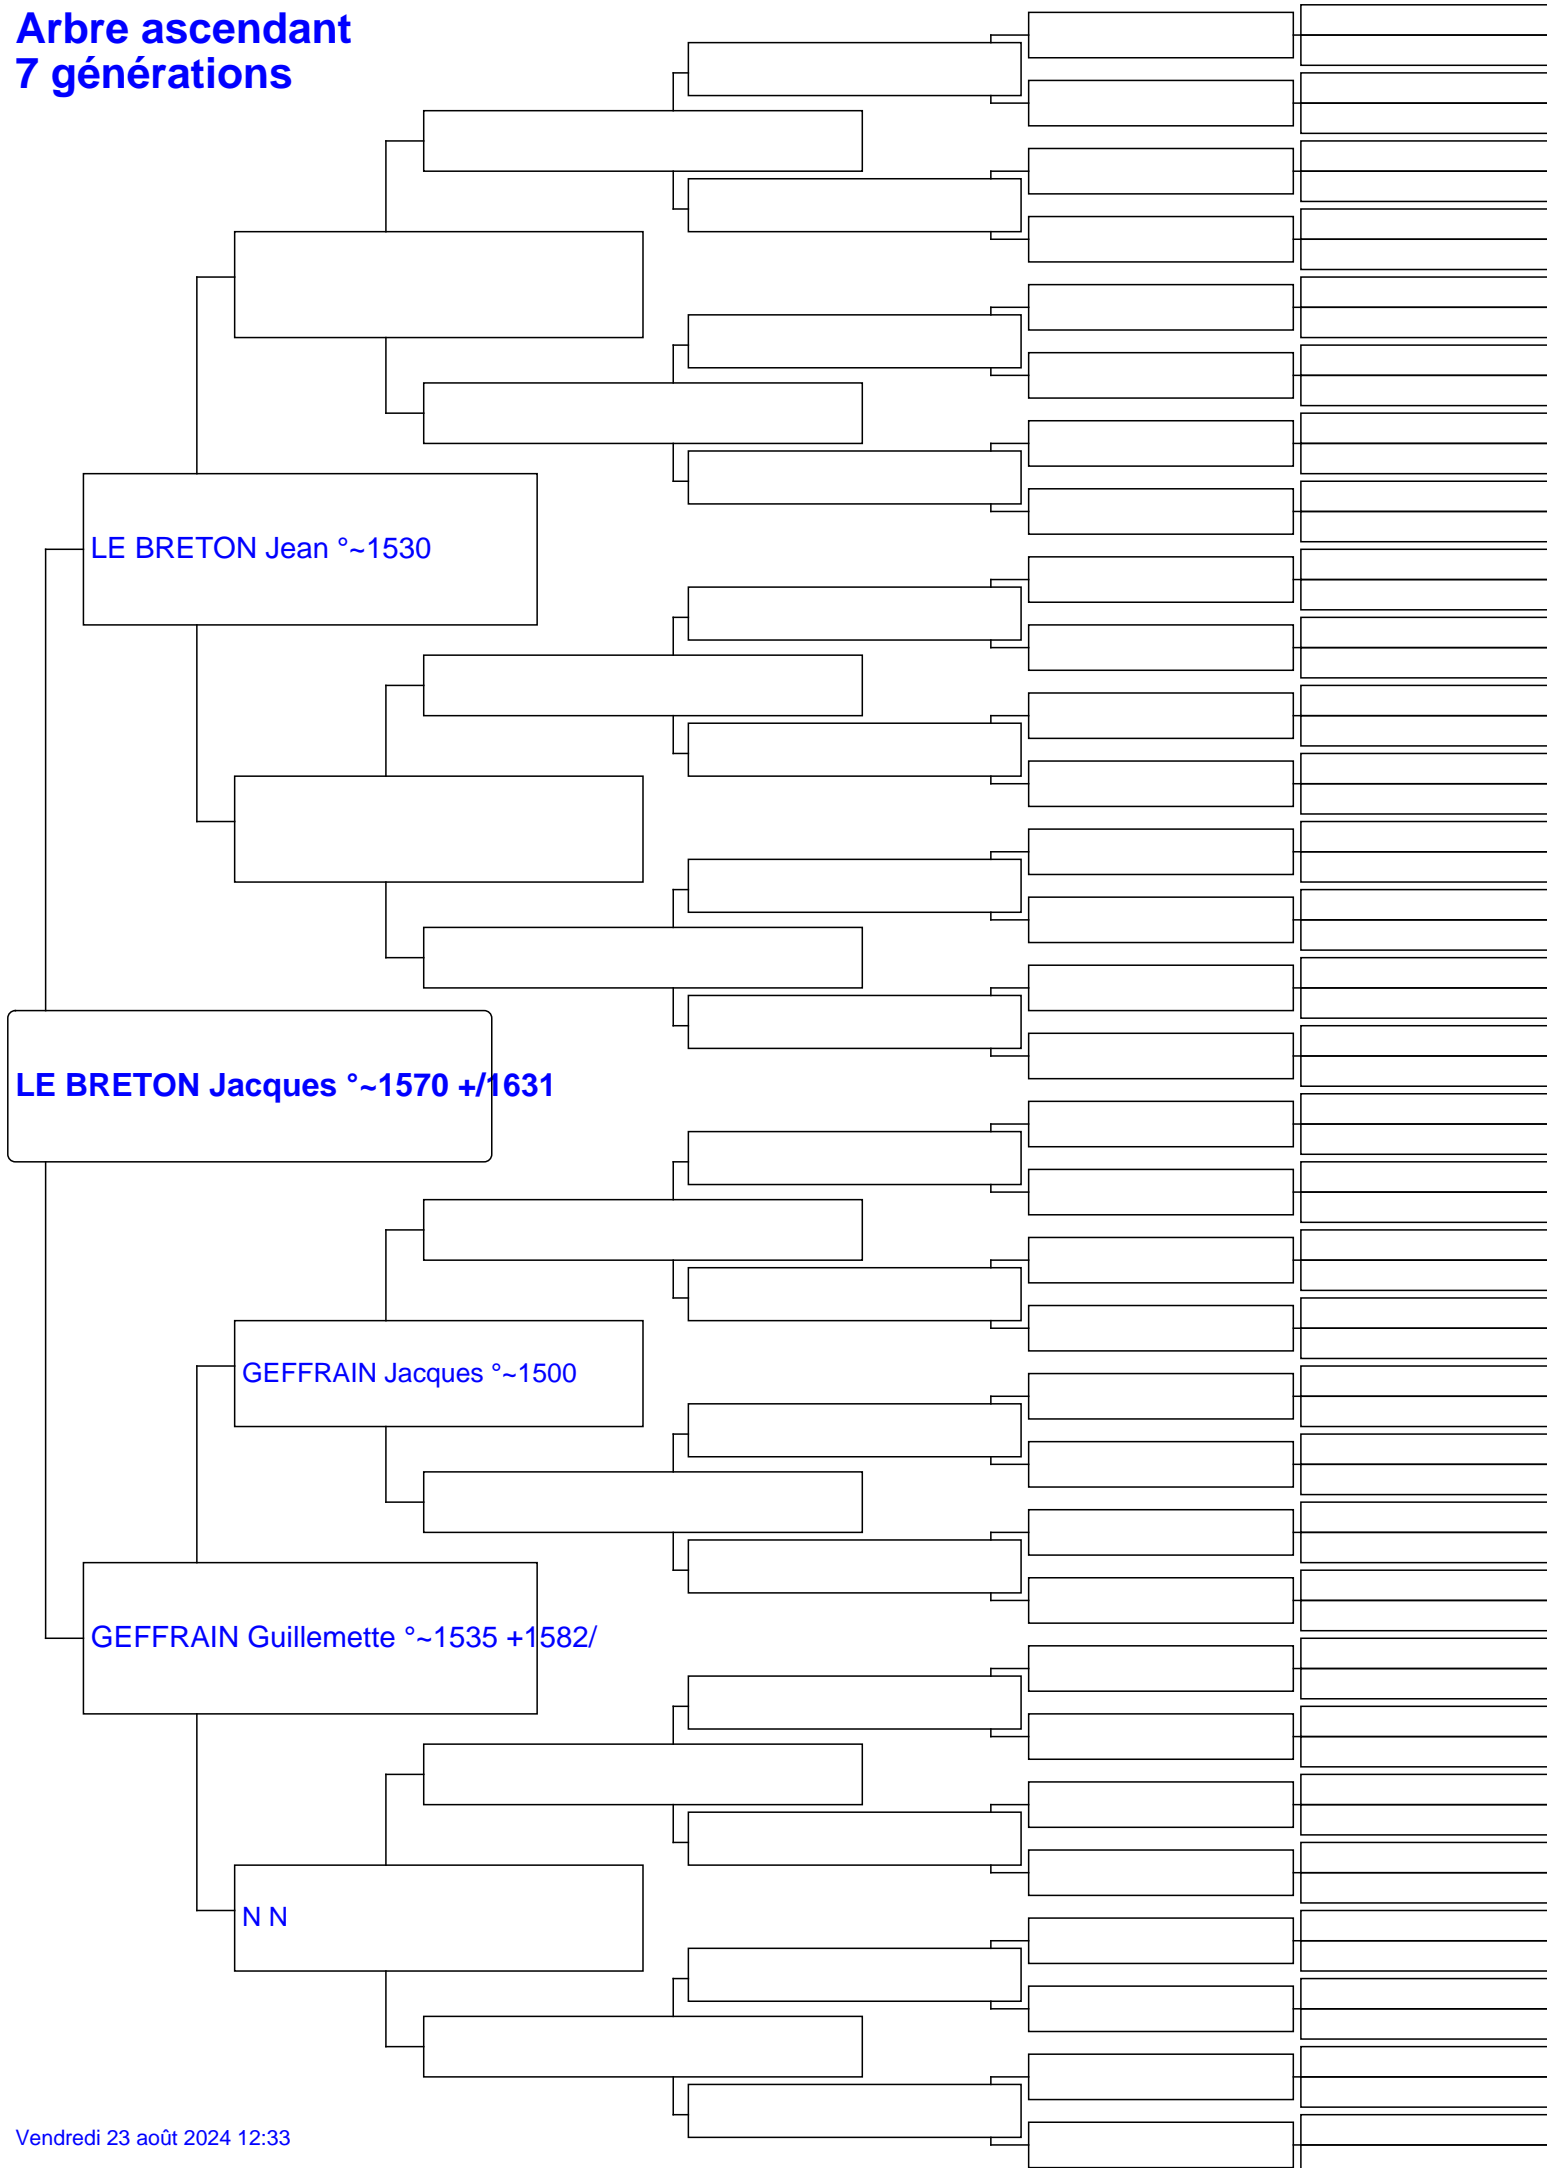 Arbre ascendant
7 générations
LE BRETON Jean °~1530
LE BRETON Jacques °~1570 +/1631
GEFFRAIN Jacques °~1500
GEFFRAIN Guillemette °~1535 +1582/
N N
Vendredi 23 août 2024 12:33